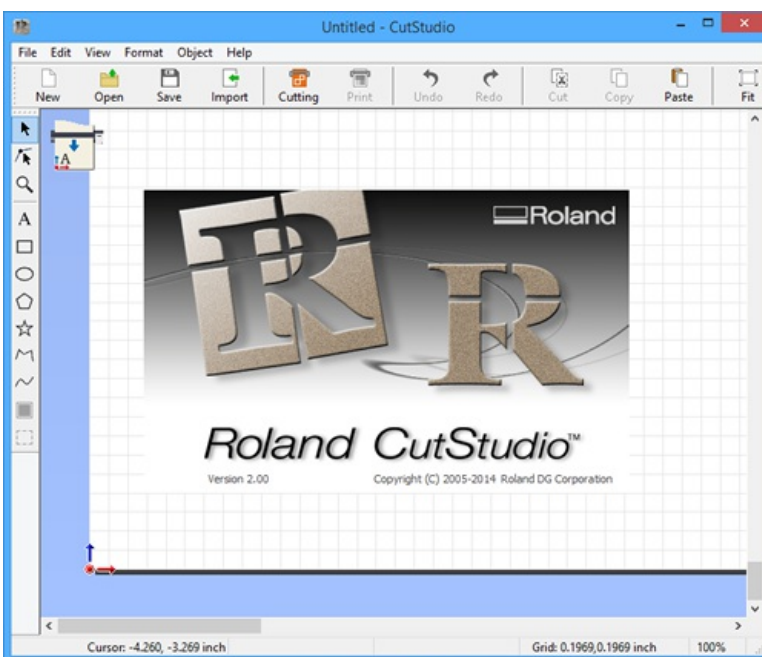 Untitled - CutStudio
File Edit View Format Object Help
New Open Save Import Cutting Print Undo Redo Cut Copy Paste Fit
A
A
Roland
R R
Roland CutStudio™
Version 2.00 Copyright (C) 2005-2014 Roland DG Corporation
Cursor: -4.260, -3.269 inch Grid: 0.1969,0.1969 inch 100%